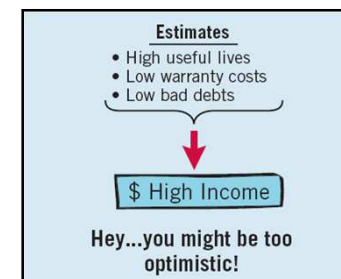 Estimates
• High useful lives
• Low warranty costs
• Low bad debts
$ High Income
Hey...you might be too
optimistic!